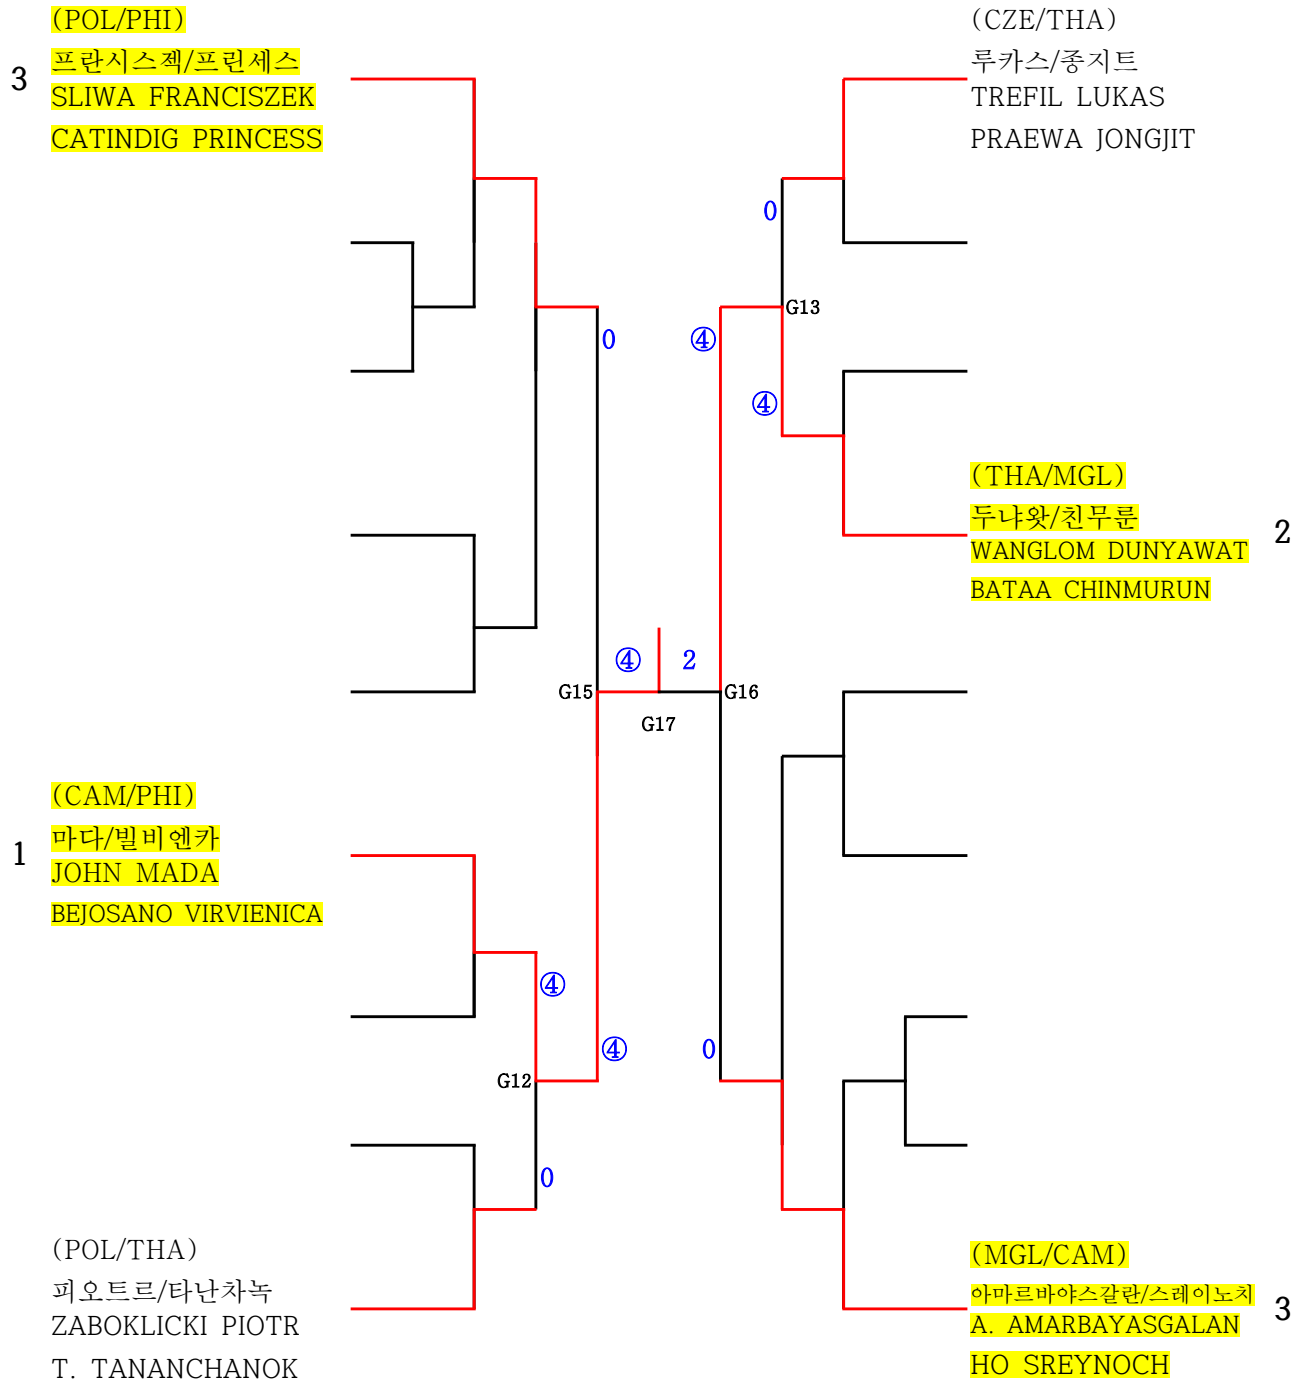 (POL/PHI)
프란시스젝/프린세스
3
SLIWA FRANCISZEK
CATINDIG PRINCESS
(CZE/THA)
루카스/종지트
TREFIL LUKAS
PRAEWA JONGJIT
0
G13
0
④
④
(THA/MGL)
두냐왓/친무룬
2
WANGLOM DUNYAWAT
BATAA CHINMURUN
④
2
G15
G16
G17
(CAM/PHI)
마다/빌비엔카
1
JOHN MADA
BEJOSANO VIRVIENICA
④
④
0
G12
0
(POL/THA)
피오트르/타난차녹
ZABOKLICKI PIOTR
T. TANANCHANOK
(MGL/CAM)
아마르바야스갈란/스레이노치
3
A. AMARBAYASGALAN
HO SREYNOCH